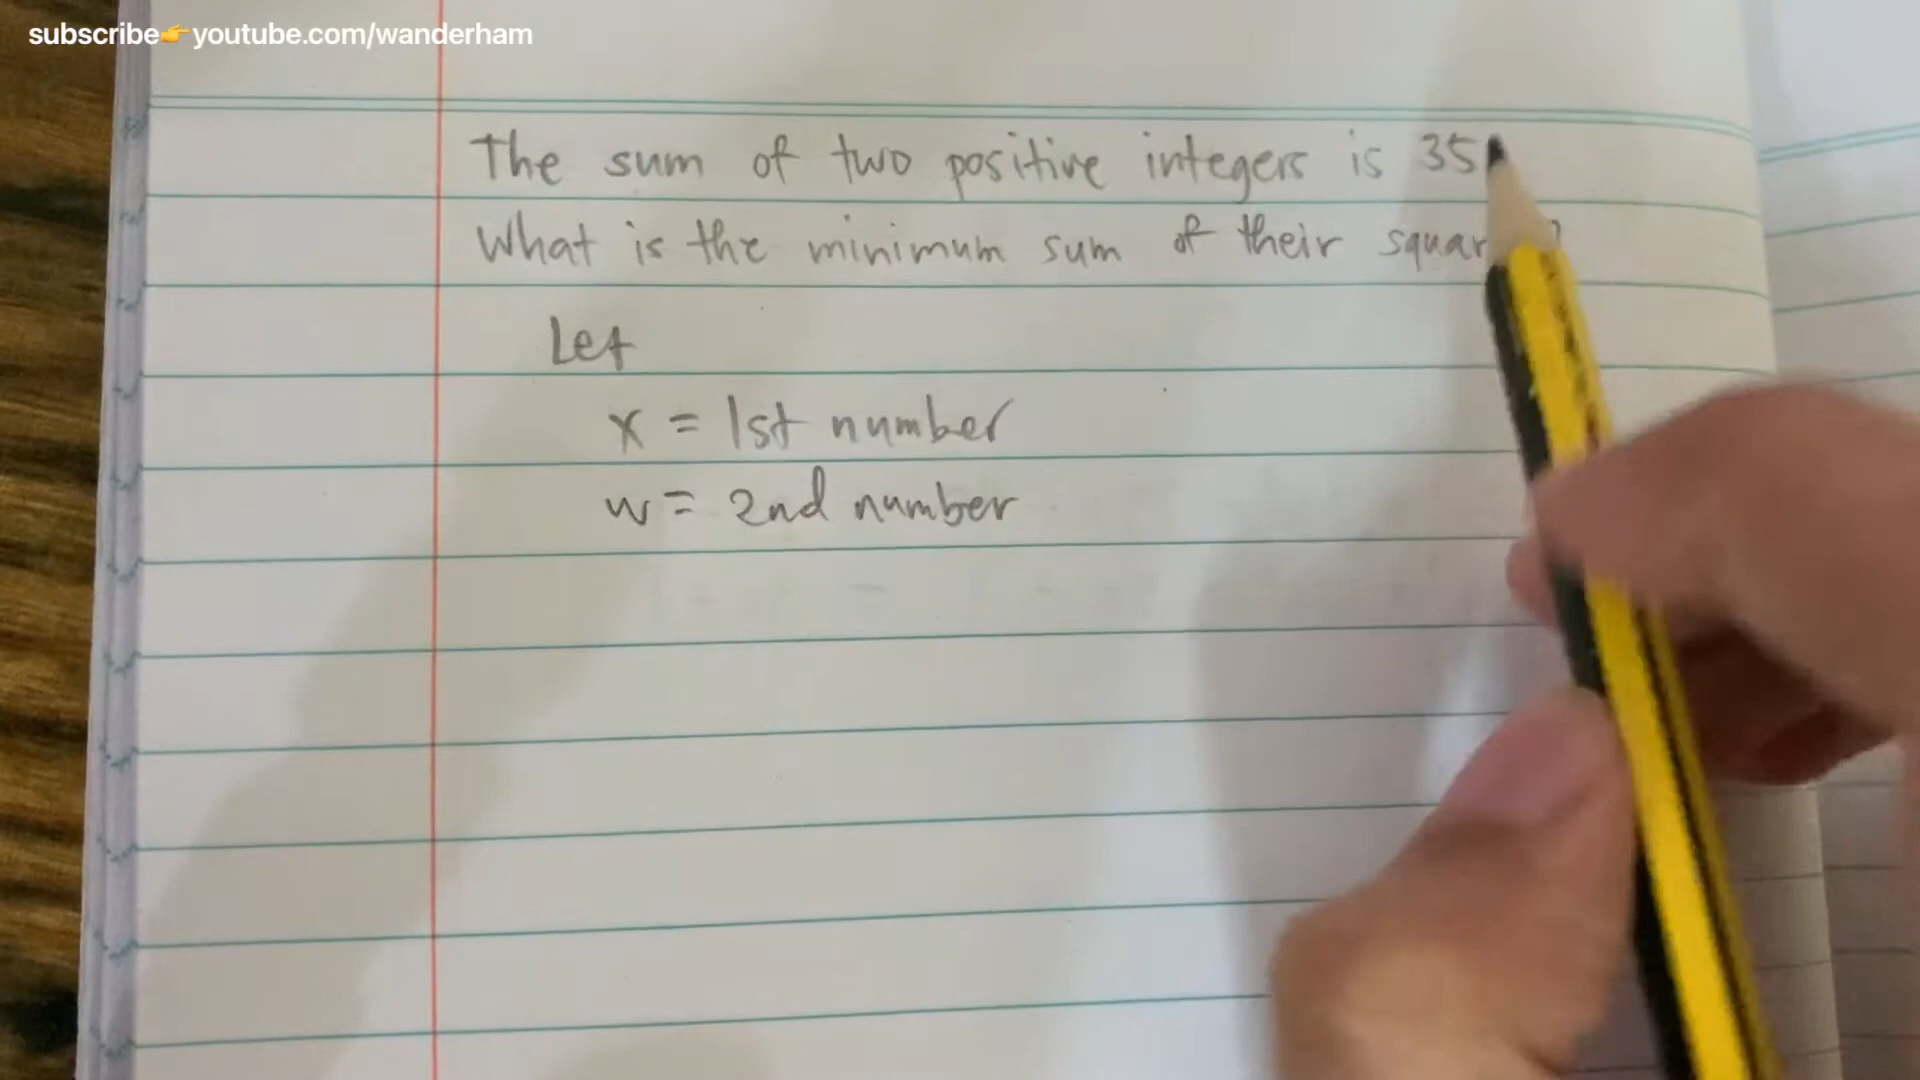 subscribe👉youtube.com/wanderham
The sum of two positive integers is 35
What is the minimum sum of their
Let
x = 1st number
w = 2nd number